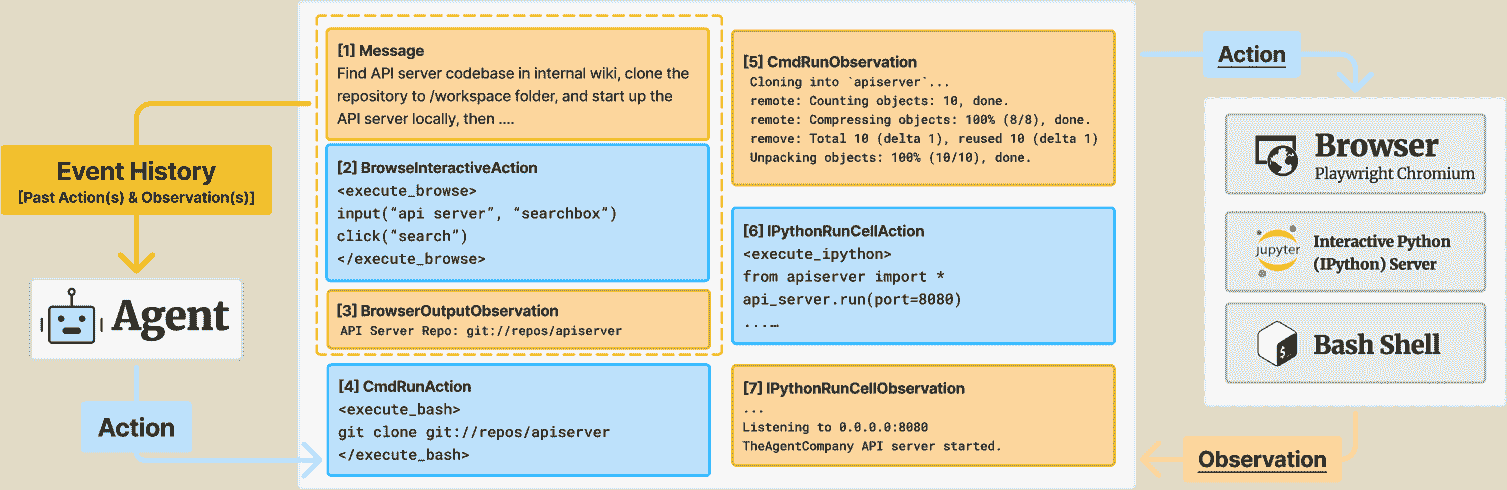 [1] Message
Find API server codebase in internal wiki, clone the
repository to /workspace folder, and start up the
API server locally, then ....
[2] BrowseInteractiveAction
<execute_browse>
input(“api server”, “searchbox”)
click(“search”)
</execute_browse>
[3] BrowserOutputObservation
API Server Repo: git://repos/apiserver
[4] CmdRunAction
<execute_bash>
git clone git://repos/apiserver
</execute_bash>
[5] CmdRunObservation
Cloning into `apiserver`...
remote: Counting objects: 10, done.
remote: Compressing objects: 100% (8/8), done.
remove: Total 10 (delta 1), reused 10 (delta 1)
Unpacking objects: 100% (10/10), done.
[6] IPythonRunCellAction
<execute_ipython>
from apiserver import *
api_server.run(port=8080)
...…
[7] IPythonRunCellObservation
...
Listening to 0.0.0.0:8080
TheAgentCompany API server started.
Event History
[Past Action(s) & Observation(s)]
Agent
Action
Action
Browser
Playwright Chromium
jupyter
Interactive Python
(IPython) Server
$_
Bash Shell
Observation